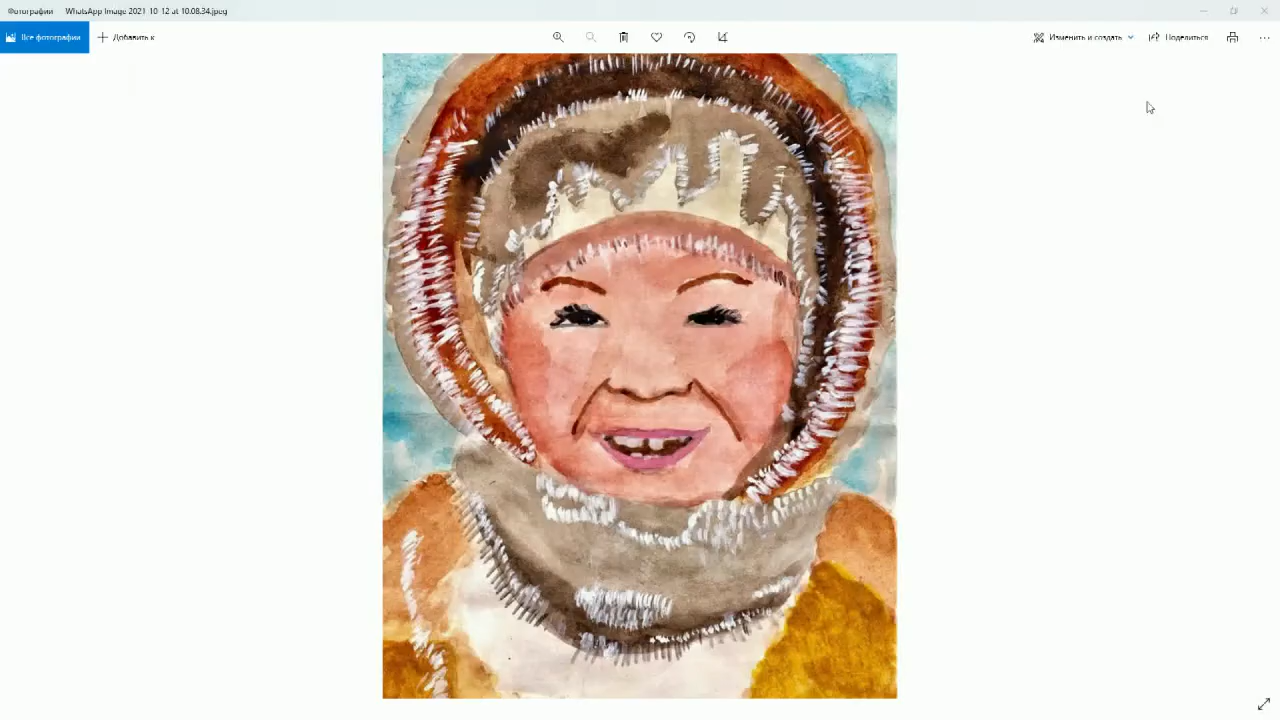 Фотографии WhatsApp Image 2021-10-12 at 10.08.34.jpeg
Все фотографии
Добавить к
Изменить и создать
Поделиться